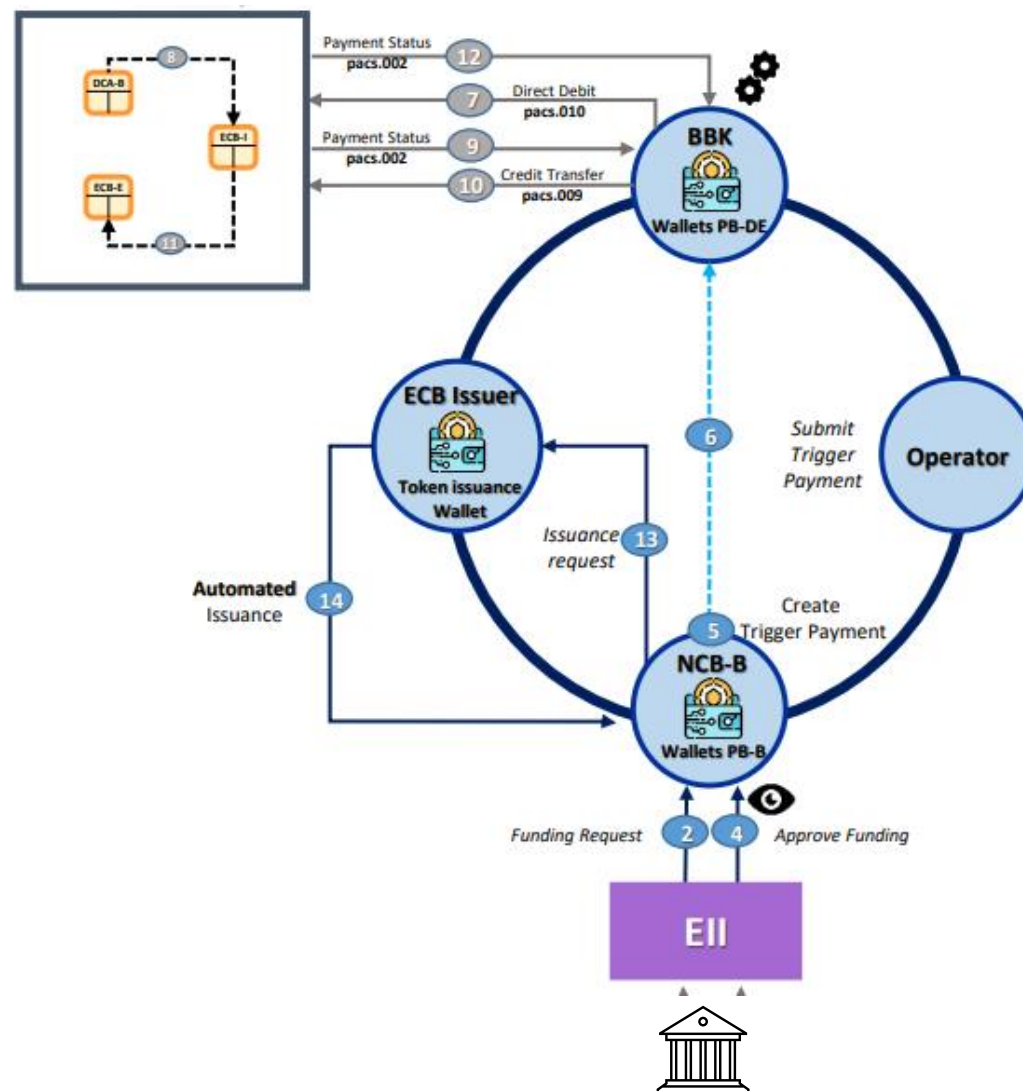 Payment Status
pacs.002
12
7
Direct Debit
pacs.010
Payment Status
pacs.002
9
10
Credit Transfer
pacs.009
8
DCA-B
ECB-I
ECB-E
11
BBK
Wallets PB-DE
ECB Issuer
Token issuance
Wallet
6
Submit
Trigger
Payment
Operator
Issuance
request
13
Automated
Issuance
14
5
Create
Trigger Payment
NCB-B
Wallets PB-B
Funding Request
2
4
Approve Funding
EII